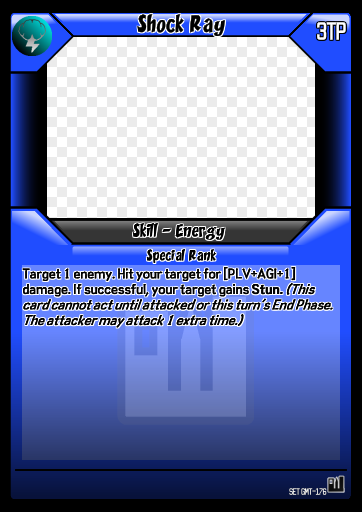 Shock Ray
3TP
Skill - Energy
Special Rank
Target 1 enemy. Hit your target for [PLV+AGI+1]
damage. If successful, your target gains Stun. (This
card cannot act until attacked or this turn's End Phase.
The attacker may attack 1 extra time.)
SET GMT-176